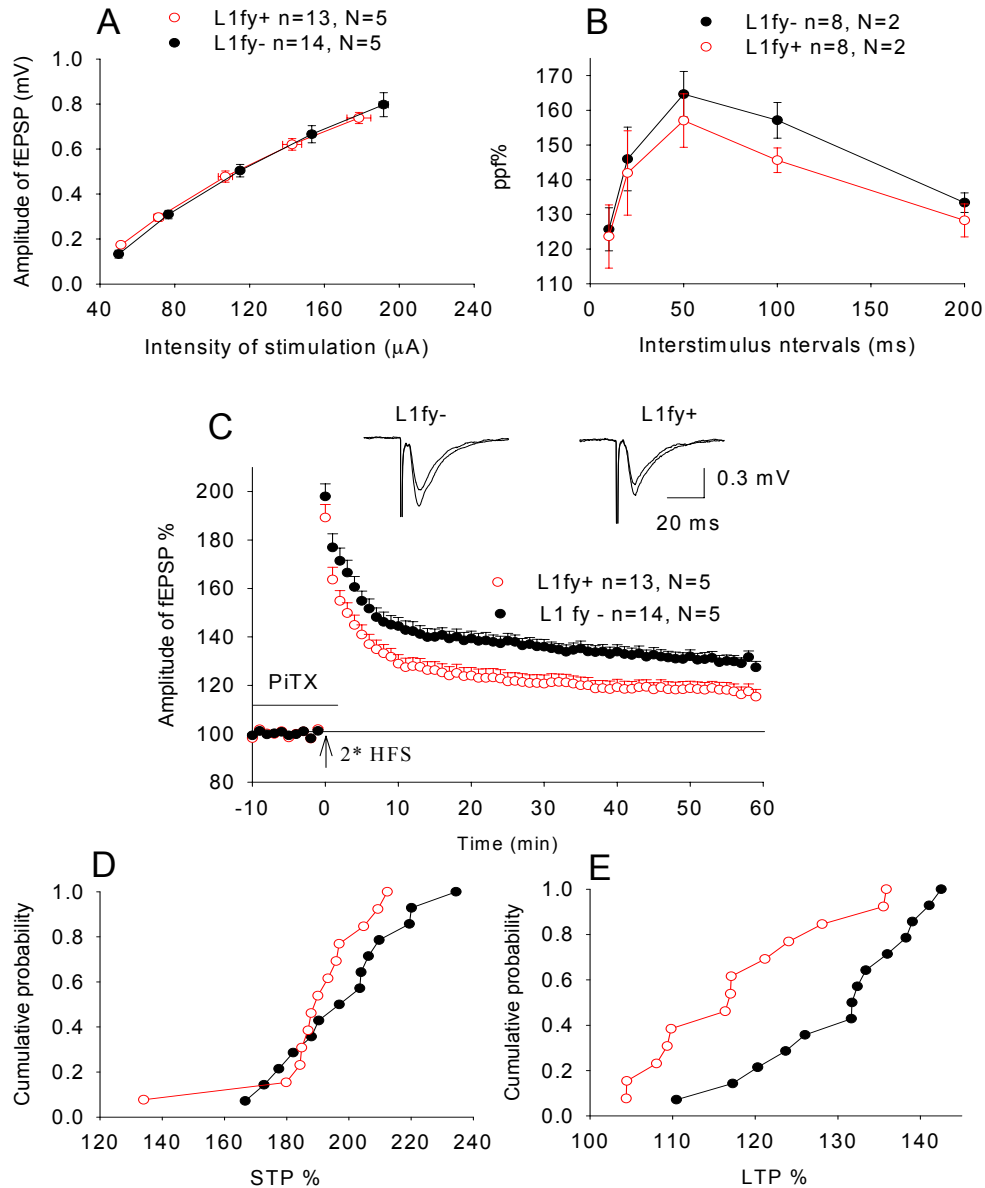 A
L1fy+ n=13, N=5
L1fy- n=14, N=5
Amplitude of fEPSP (mV)
1.0
0.8
0.6
0.4
0.2
0.0
40 80 120 160 200 240
Intensity of stimulation (μA)
B
L1fy- n=8, N=2
L1fy+ n=8, N=2
ppf%
170
160
150
140
130
120
110
0 50 100 150 200
Interstimulus ntervals (ms)
C
L1fy-
L1fy+
0.3 mV
20 ms
Amplitude of fEPSP %
200
180
160
140
120
100
80
L1fy+ n=13, N=5
L1 fy - n=14, N=5
PiTX
2* HFS
-10 0 10 20 30 40 50 60
Time (min)
D
Cumulative probability
1.0
0.8
0.6
0.4
0.2
0.0
120 140 160 180 200 220 240
STP %
E
Cumulative probability
1.0
0.8
0.6
0.4
0.2
0.0
100 110 120 130 140
LTP %